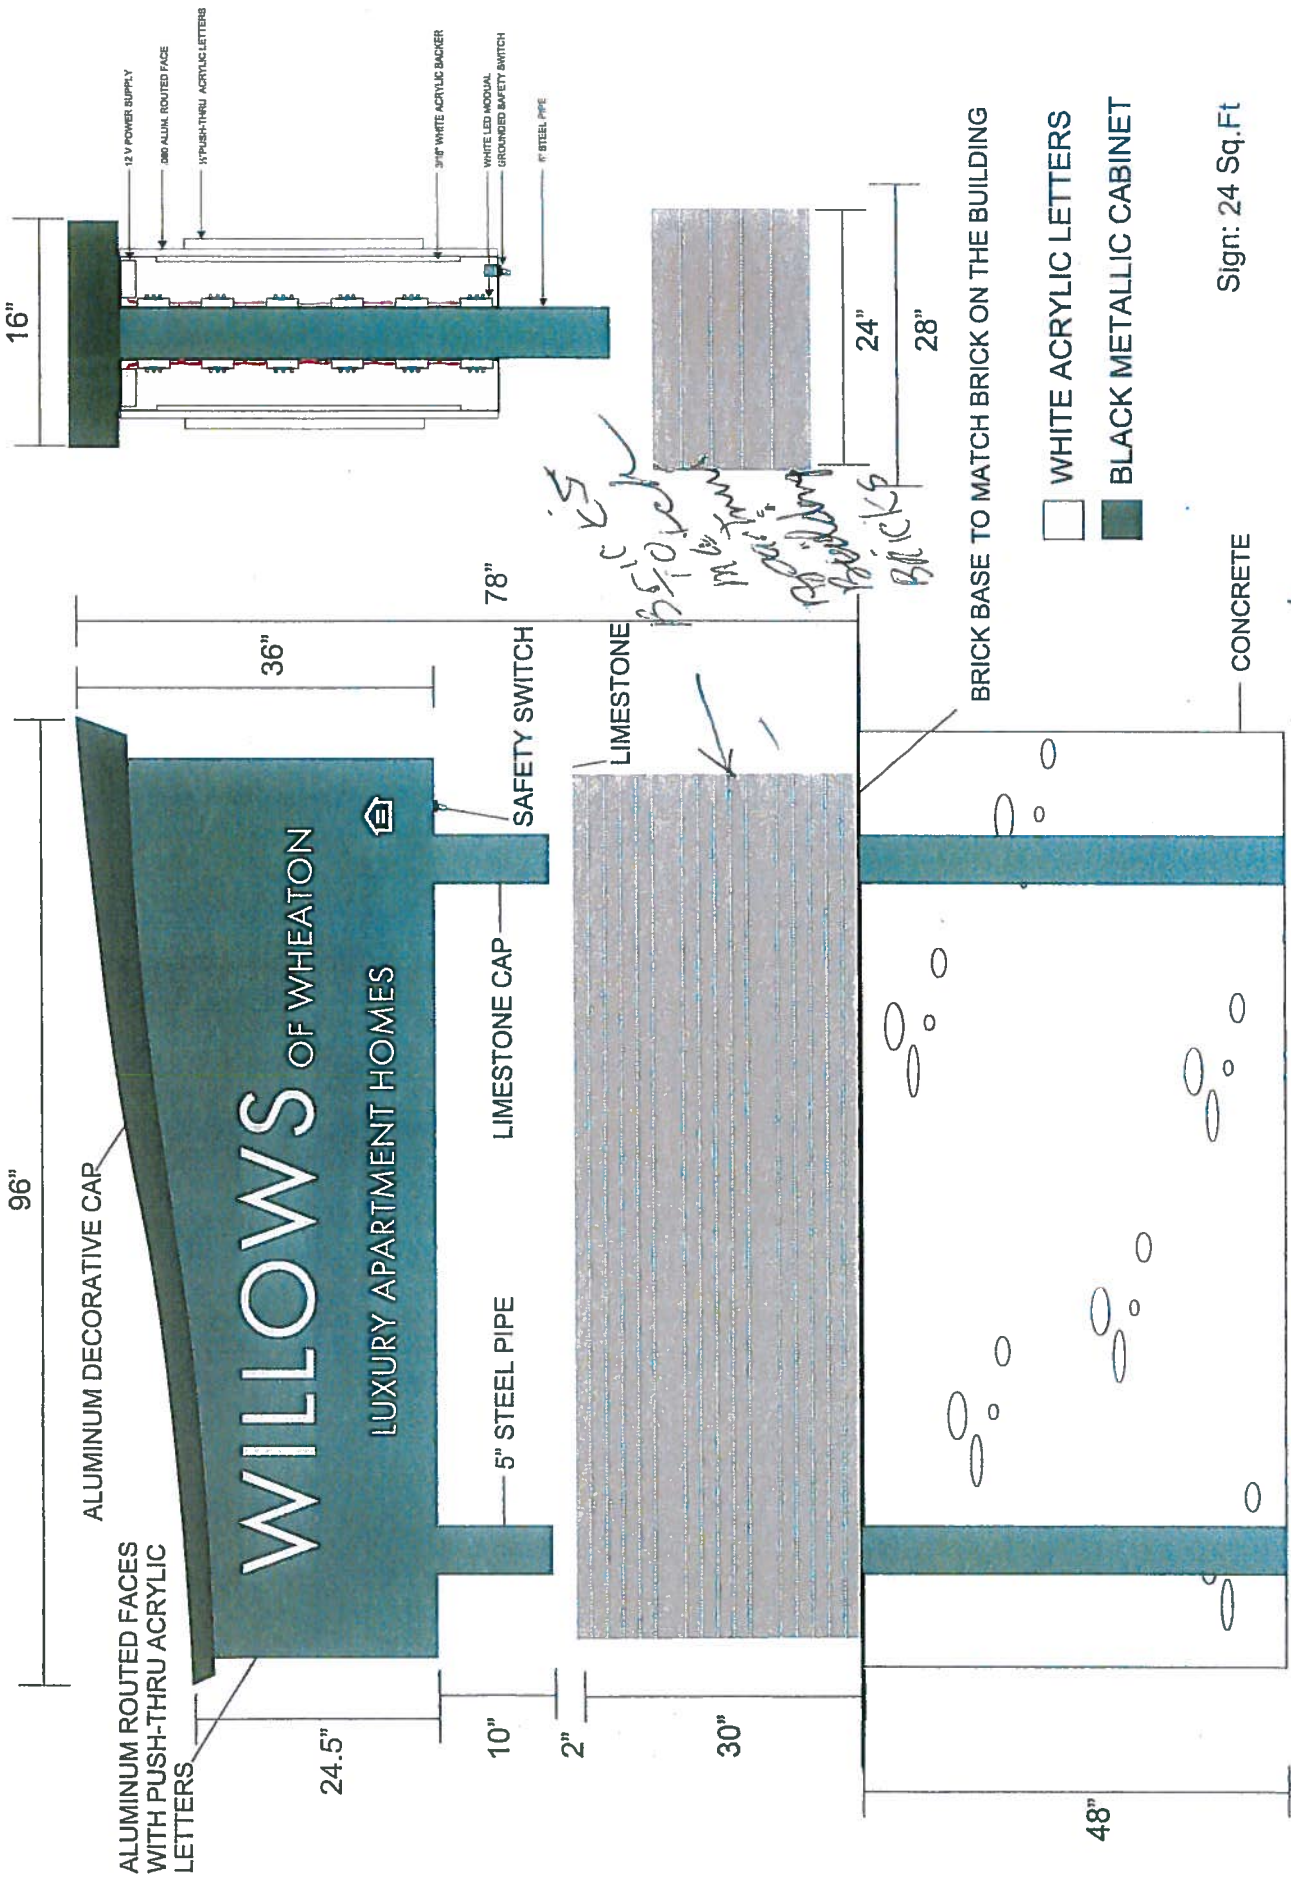 96"
ALUMINUM DECORATIVE CAP
ALUMINUM ROUTED FACES
WITH PUSH-THRU ACRYLIC
LETTERS
WILLOWS OF WHEATON
LUXURY APARTMENT HOMES
24.5"
10"
2"
30"
48"
36"
78"
5" STEEL PIPE
LIMESTONE CAP
SAFETY SWITCH
LIMESTONE
BRICK BASE TO MATCH BRICK ON THE BUILDING
CONCRETE
16"
12 V POWER SUPPLY
.080 ALUM. ROUTED FACE
½"PUSH-THRU ACRYLIC LETTERS
3/16" WHITE ACRYLIC BACKER
WHITE LED MODUAL
GROUNDED SAFETY SWITCH
STEEL PIPE
24"
28"
is
Building
Bricks
WHITE ACRYLIC LETTERS
BLACK METALLIC CABINET
Sign: 24 Sq.Ft